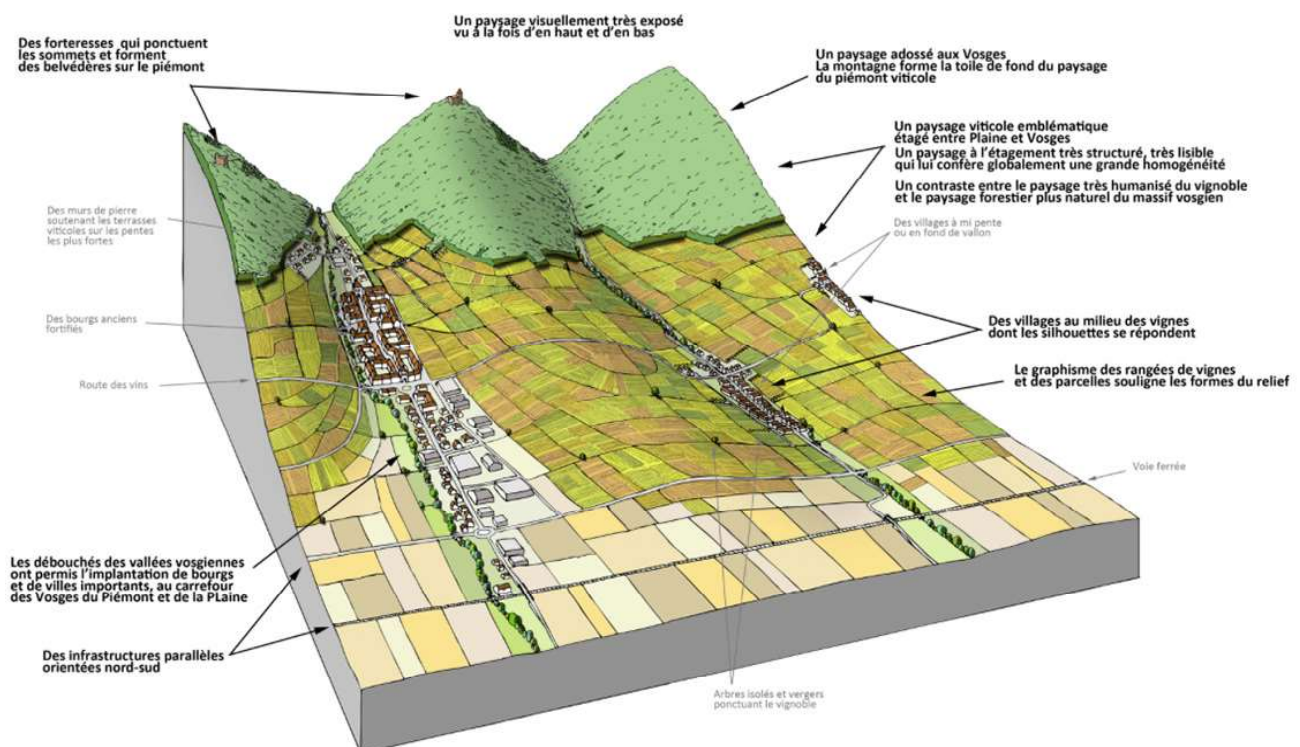 Un paysage visuellement très exposé
vu à la fois d'en haut et d'en bas
Des forteresses qui ponctuent
les sommets et forment
des belvédères sur le piémont
Un paysage adossé aux Vosges
La montagne forme la toile de fond du paysage
du piémont viticole
Un paysage viticole emblématique
étagé entre Plaine et Vosges
Un paysage à l'étagement très structuré, très lisible
qui lui confère globalement une grande homogénéité
Un contraste entre le paysage très humanisé du vignoble
et le paysage forestier plus naturel du massif vosgien
Des murs de pierre
soutenant les terrasses
viticoles sur les pentes
les plus fortes
Des villages à mi pente
ou en fond de vallon
Des bourgs anciens
fortifiés
Des villages au milieu des vignes
dont les silhouettes se répondent
Route des vins
Le graphisme des rangées de vignes
et des parcelles souligne les formes du relief
Voie ferrée
Les débouchés des vallées vosgiennes
ont permis l'implantation de bourgs
et de villes importants, au carrefour
des Vosges du Piémont et de la PLaine
Des infrastructures parallèles
orientées nord-sud
Arbres isolés et vergers
ponctuant le vignoble